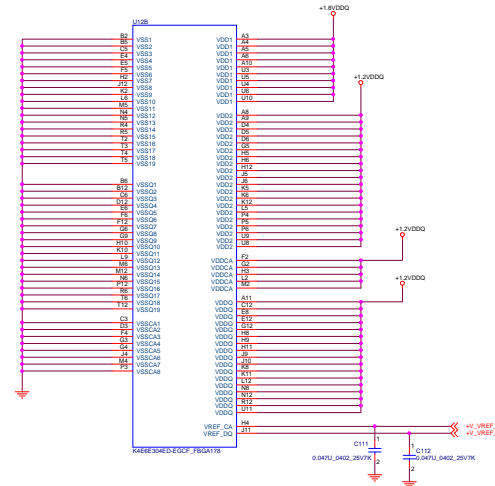 +1.8VDDQ
U12B
B2 VSS1 VDD1 A3
B5 VSS2 VDD1 A4
C5 VSS3 VDD1 A5
E4 VSS4 VDD1 A6
E5 VSS5 VDD1 A10
F5 VSS6 VDD1 U3
H2 VSS7 VDD1 U5
J12 VSS8 VDD1 U4
K2 VSS9 VDD1 U6
L6 VSS10 VDD1 U10
+1.2VDDQ
M5 VSS11
N4 VSS12 VDD2 A8
N5 VSS13 VDD2 A9
R4 VSS14 VDD2 D4
R5 VSS15 VDD2 D5
T2 VSS16 VDD2 D6
T3 VSS17 VDD2 G5
T4 VSS18 VDD2 H5
T5 VSS19 VDD2 H6
VDD2 H12
VDD2 J5
B6 VSSQ1 VDD2 J6
B12 VSSQ2 VDD2 K5
C6 VSSQ3 VDD2 K6
D12 VSSQ4 VDD2 K12
E6 VSSQ5 VDD2 L5
F6 VSSQ6 VDD2 P4
F12 VSSQ7 VDD2 P5
G6 VSSQ8 VDD2 P6
G9 VSSQ9 VDD2 U9
H10 VSSQ10 VDD2 U8
+1.2VDDQ
K10 VSSQ11
L9 VSSQ12 VDDCA F2
M6 VSSQ13 VDDCA G2
M12 VSSQ14 VDDCA H3
N6 VSSQ15 VDDCA L2
P12 VSSQ16 VDDCA M2
+1.2VDDQ
R6 VSSQ17
T6 VSSQ18 VDDQ A11
T12 VSSQ19 VDDQ C12
VDDQ E8
C3 VSSCA1 VDDQ E12
D3 VSSCA2 VDDQ G12
F4 VSSCA3 VDDQ H8
G3 VSSCA4 VDDQ H9
G4 VSSCA5 VDDQ H11
J4 VSSCA6 VDDQ J9
M4 VSSCA7 VDDQ J10
P3 VSSCA8 VDDQ K8
VDDQ K11
VDDQ L12
VDDQ N8
VDDQ N12
VDDQ R12
VDDQ U11
VREF_CA H4 +V_VREF_
VREF_DQ J11 +V_VREF_
K4E6E304ED-EGCF_FBGA178
C111 1
0.047U_0402_25V7K
2
C112 1
0.047U_0402_25V7K
2